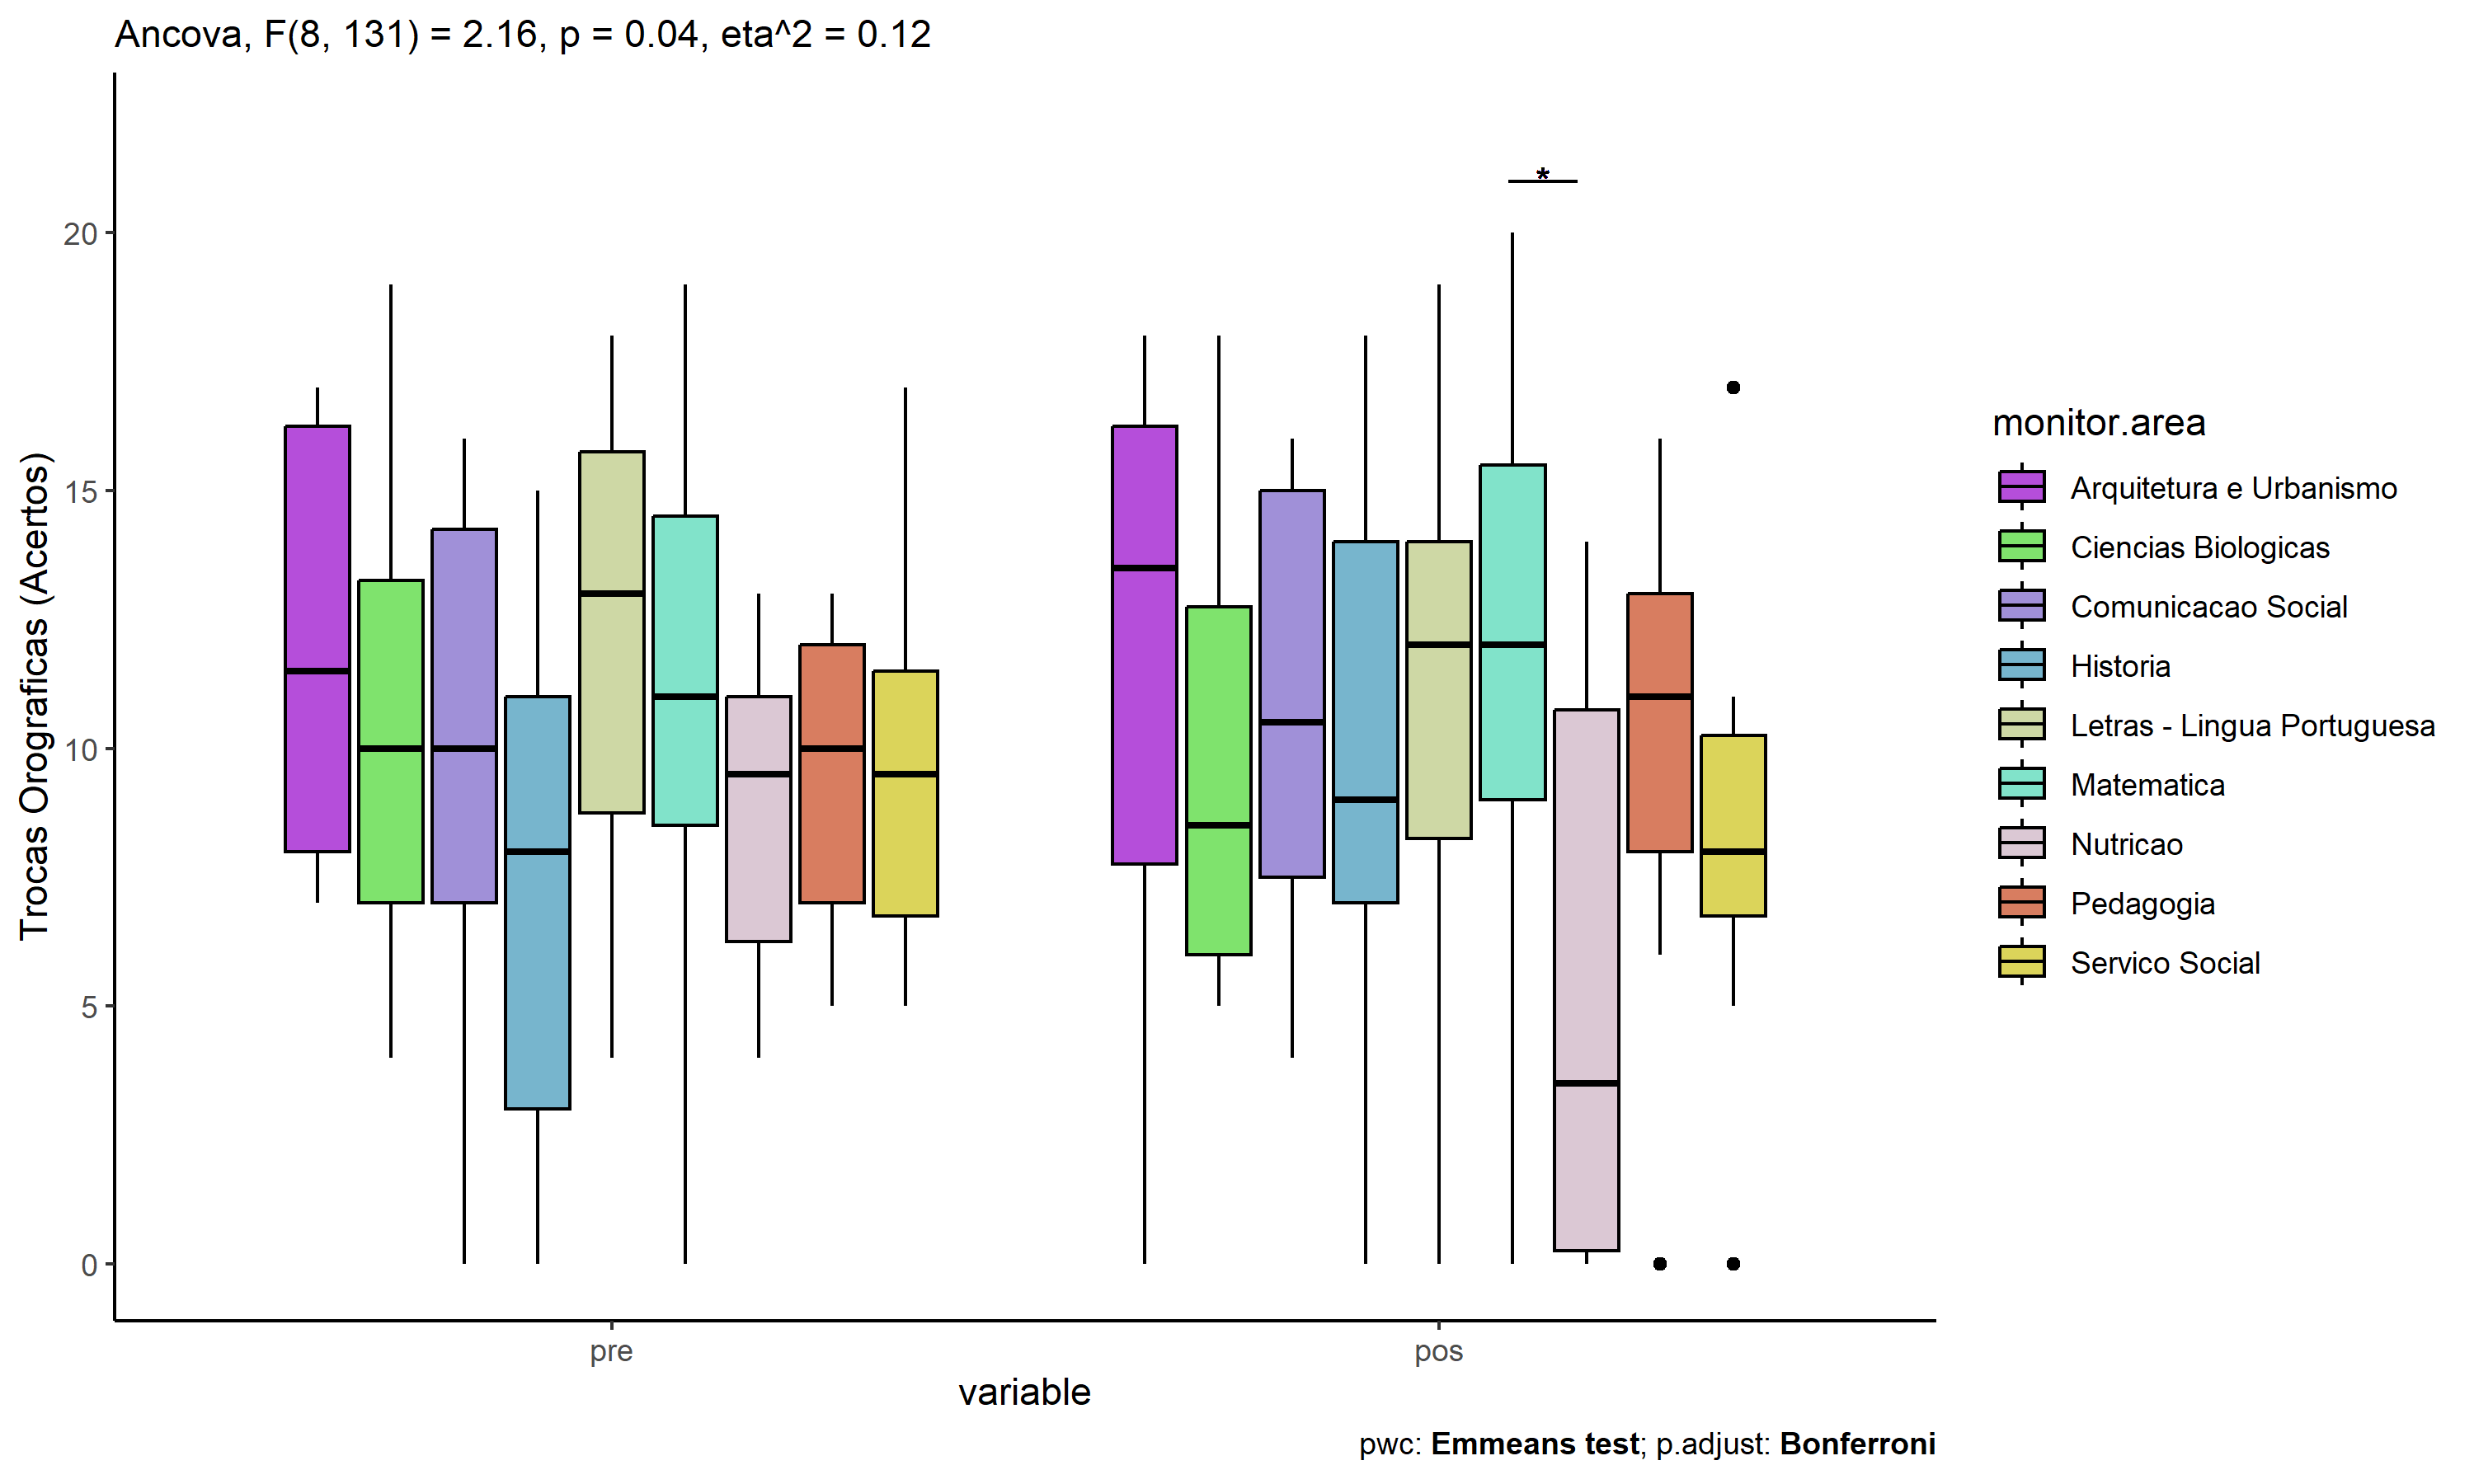 Ancova, F(8, 131) = 2.16, p = 0.04, eta^2 = 0.12
*
20
15
10
5
0
Trocas Orograficas (Acertos)
pre
pos
variable
monitor.area
Arquitetura e Urbanismo
Ciencias Biologicas
Comunicacao Social
Historia
Letras - Lingua Portuguesa
Matematica
Nutricao
Pedagogia
Servico Social
pwc: Emmeans test; p.adjust: Bonferroni